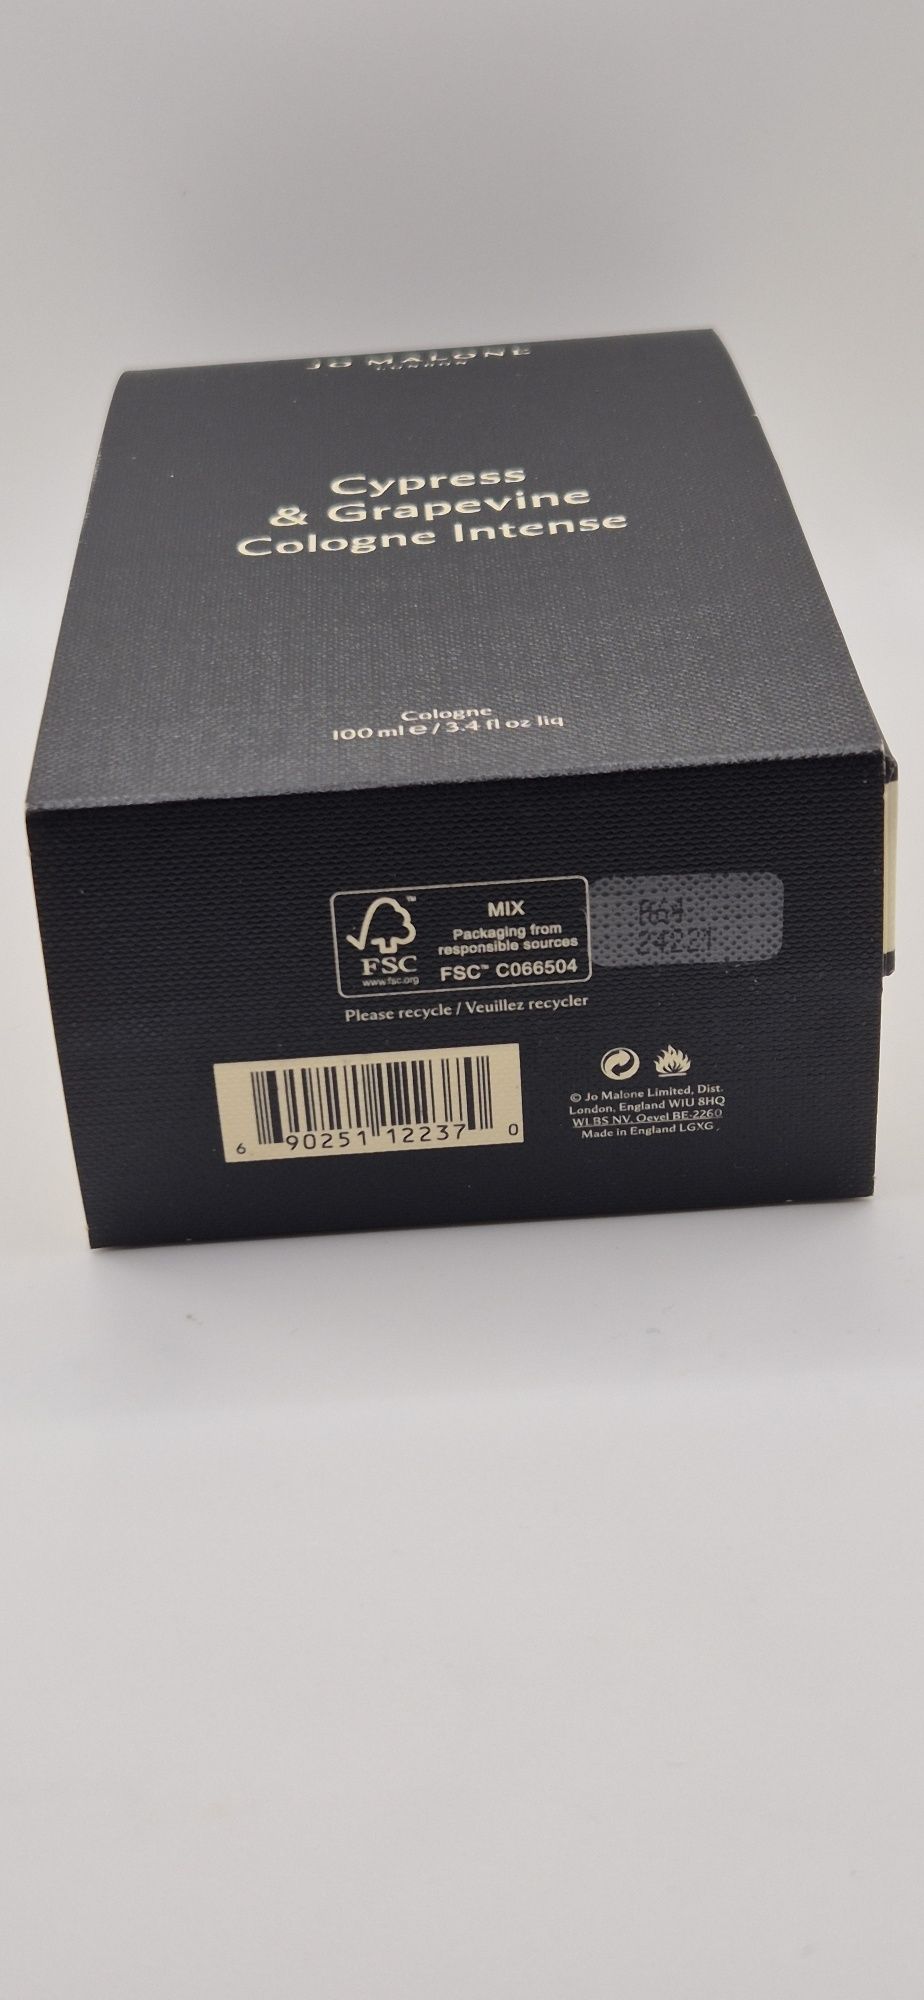 JO MALONE
LONDON
Cypress
& Grapevine
Cologne Intense
Cologne
100 ml e / 3.4 fl oz liq
FSC™
www.fsc.org
MIX
Packaging from
responsible sources
FSC™ C066504
Please recycle / Veuillez recycler
6 90251 12237 0
© Jo Malone Limited, Dist.
London, England W1U 8HQ
WLBS NV, Oevel BE-2260
Made in England LGXG